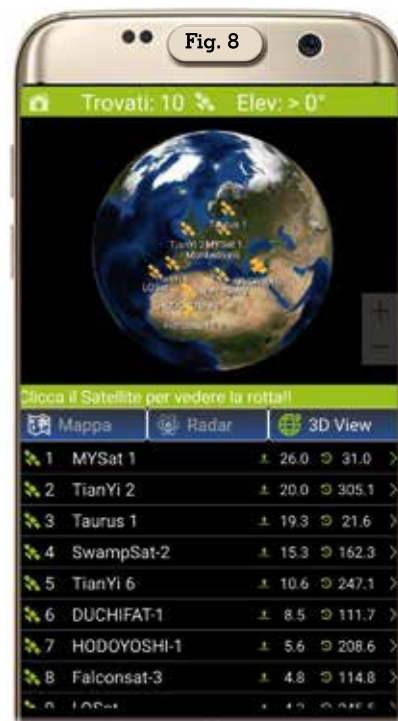 Fig. 8
Trovati: 10 Elev: > 0°
Taurus 1
TianYi 2 MYSat 1
+
−
Clicca il Satellite per vedere la rotta!!
Mappa Radar 3D View
1 MYSat 1 26.0 31.0
2 TianYi 2 20.0 305.1
3 Taurus 1 19.3 21.6
4 SwampSat-2 15.3 162.3
5 TianYi 6 10.6 247.1
6 DUCHIFAT-1 8.5 111.7
7 HODOYOSHI-1 5.6 208.6
8 Falconsat-3 4.8 114.8